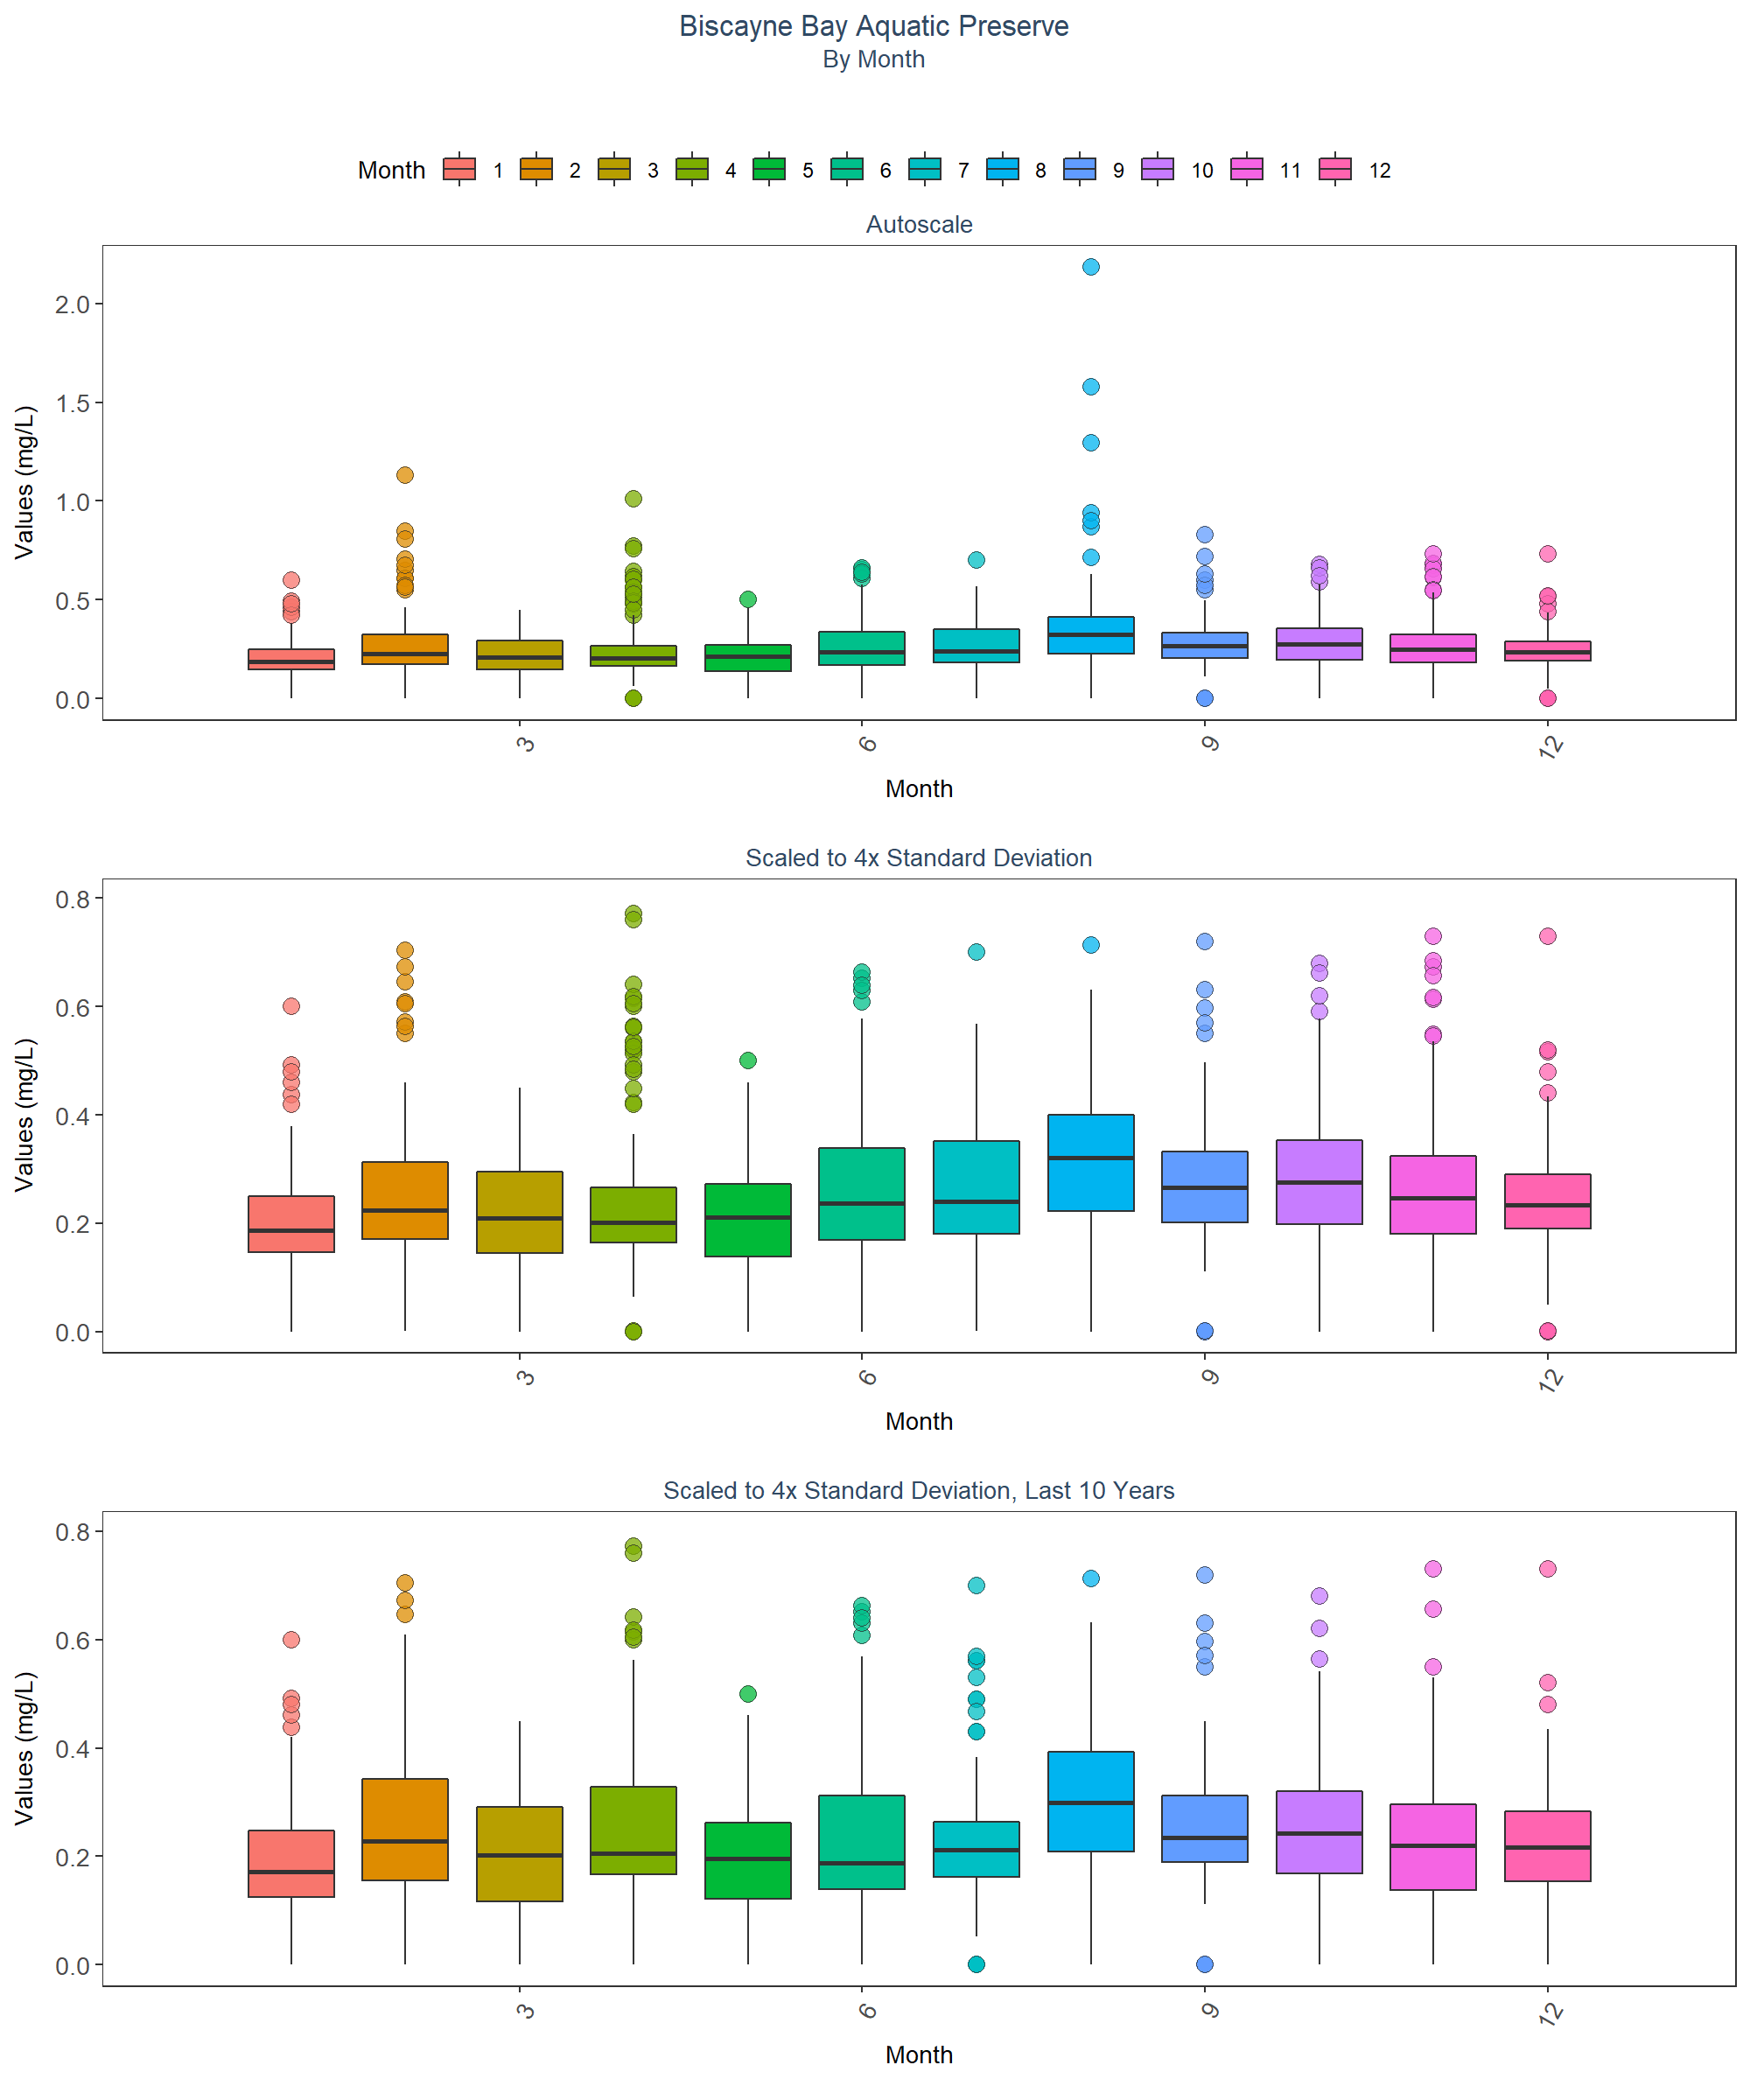 Biscayne Bay Aquatic Preserve
By Month
Month 1 2 3 4 5 6 7 8 9 10 11 12
Autoscale
Values (mg/L)
2.0
1.5
1.0
0.5
0.0
3 6 9 12
Month
Scaled to 4x Standard Deviation
Values (mg/L)
0.8
0.6
0.4
0.2
0.0
3 6 9 12
Month
Scaled to 4x Standard Deviation, Last 10 Years
Values (mg/L)
0.8
0.6
0.4
0.2
0.0
3 6 9 12
Month